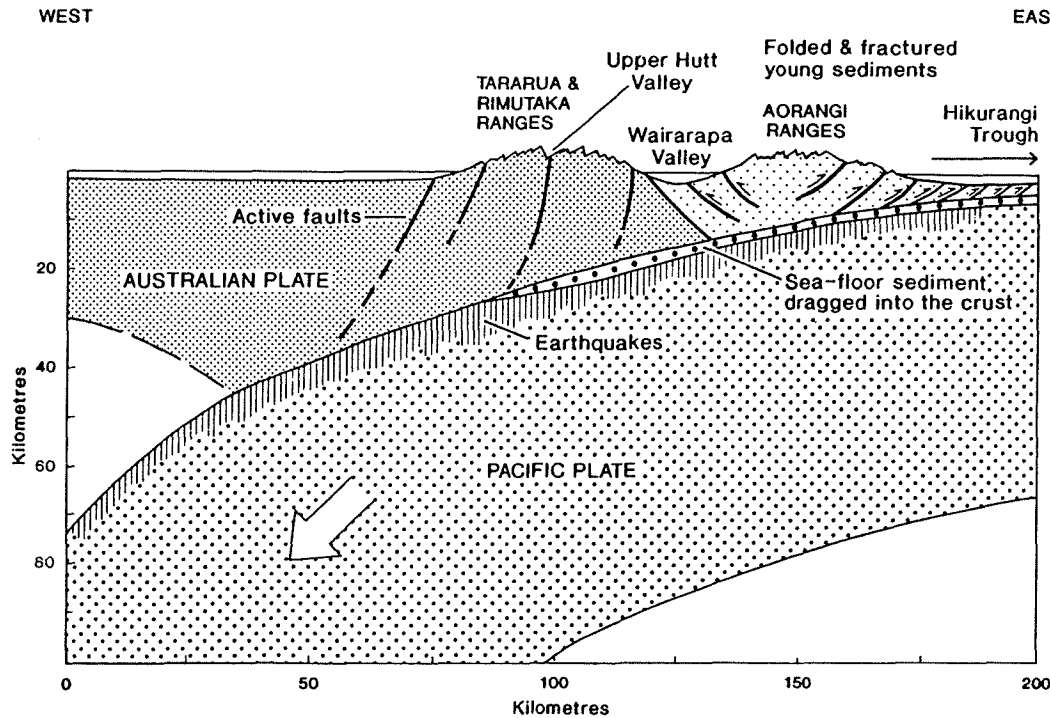 WEST
EAS
Folded & fractured
young sediments
Upper Hutt
Valley
TARARUA &
RIMUTAKA
RANGES
Wairarapa
Valley
AORANGI
RANGES
Hikurangi
Trough
Active faults
AUSTRALIAN PLATE
Sea-floor sediment,
dragged into the crust
Earthquakes
PACIFIC PLATE
20
40
60
80
Kilometres
0
50
100
150
200
Kilometres